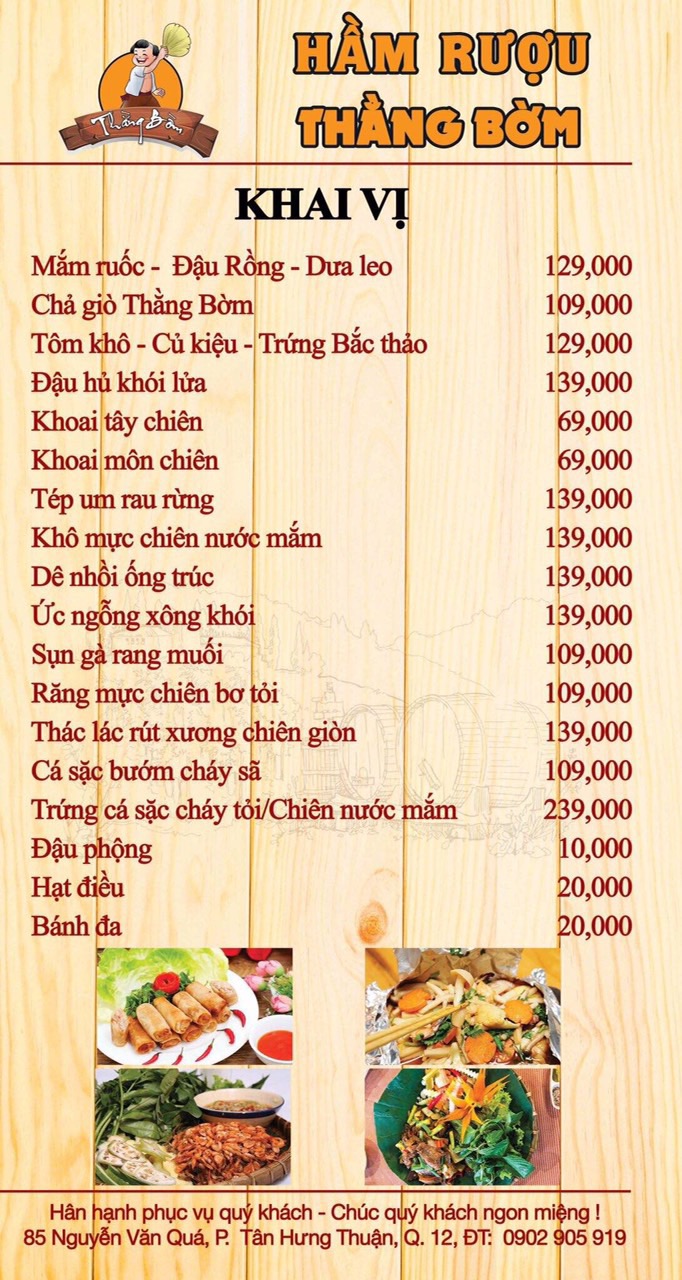 Thằng Bờm
HẦM RƯỢU
THẰNG BỜM
KHAI VỊ
Mắm ruốc - Đậu Rồng - Dưa leo 129,000
Chả giò Thằng Bờm 109,000
Tôm khô - Củ kiệu - Trứng Bắc thảo 129,000
Đậu hủ khói lửa 139,000
Khoai tây chiên 69,000
Khoai môn chiên 69,000
Tép um rau rừng 139,000
Khô mực chiên nước mắm 139,000
Dê nhồi ống trúc 139,000
Ức ngỗng xông khói 139,000
Sụn gà rang muối 109,000
Răng mực chiên bơ tỏi 109,000
Thác lác rút xương chiên giòn 139,000
Cá sặc bướm cháy sã 109,000
Trứng cá sặc cháy tỏi/Chiên nước mắm 239,000
Đậu phộng 10,000
Hạt điều 20,000
Bánh đa 20,000
Hân hạnh phục vụ quý khách - Chúc quý khách ngon miệng !
85 Nguyễn Văn Quá, P. Tân Hưng Thuận, Q. 12, ĐT: 0902 905 919